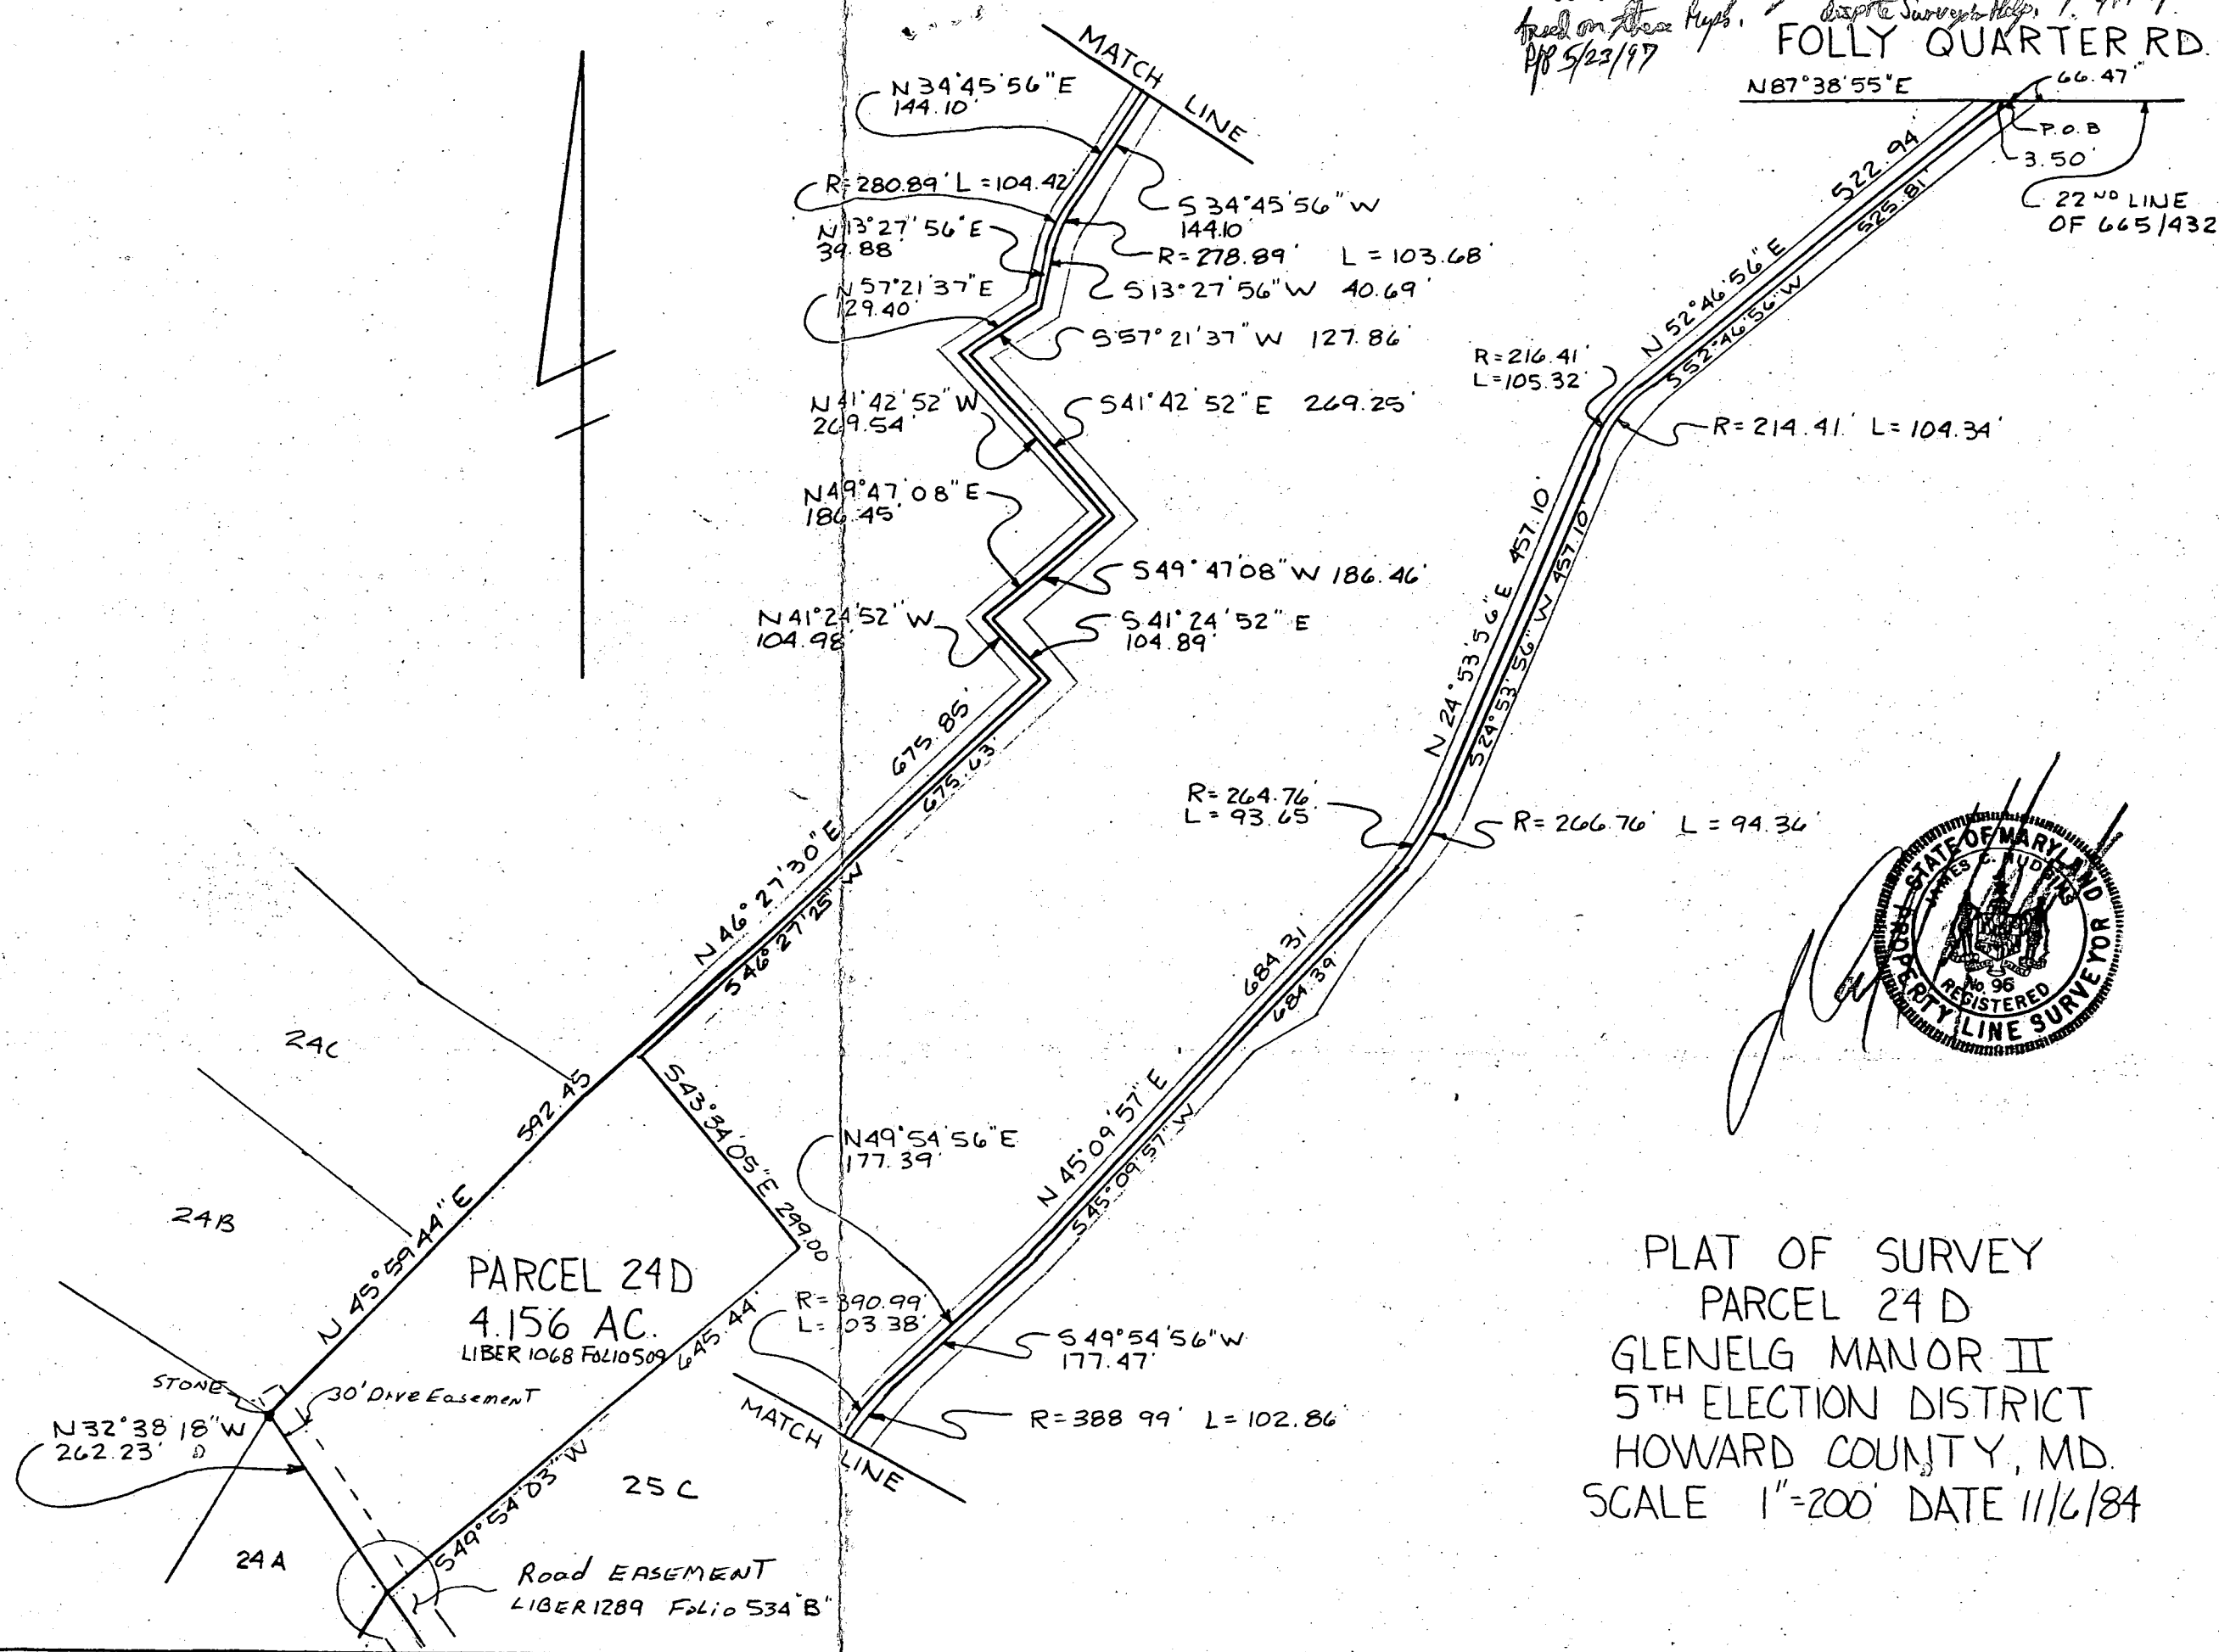 based on these Maps.
5/23/97
FOLLY QUARTER RD.
N87°38'55"E
66.47'
P.O.B
3.50'
22ND LINE
OF 665/432
MATCH LINE
N34°45'56"E
144.10'
R=280.89' L=104.42'
N13°27'56"E
39.88'
N57°21'37"E
129.40'
N41°42'52"W
269.54'
N49°47'08"E
186.45'
N41°24'52"W
104.98'
S34°45'56"W
144.10'
R=278.89' L=103.68'
S13°27'56"W 40.69'
S57°21'37"W 127.86'
S41°42'52"E 269.25'
S49°47'08"W 186.46'
S41°24'52"E
104.89'
522.94
N52°46'56"E
525.81'
S52°46'56"W
R=216.41'
L=105.32'
R=214.41' L=104.34'
N24°53'56"E 457.10'
S24°53'56"W 457.10'
R=264.76'
L=93.65'
R=266.76' L=94.36'
675.85'
N46°27'30"E
675.63'
S46°27'25"W
684.31
N45°09'57"E
684.39'
S45°09'57"W
STATE OF MARYLAND
JAMES C. HUDGINS
No. 96
REGISTERED
PROPERTY LINE SURVEYOR
24C
24B
592.45
N45°59'44"E
S43°34'05"E 299.00
N49°54'56"E
177.39'
PARCEL 24D
4.156 AC.
LIBER 1068 FOLIO 509
645.44'
S49°54'03"W
R=390.99'
L=103.38'
S49°54'56"W
177.47'
R=388.99' L=102.86'
MATCH LINE
STONE
30' Drve Easement
N32°38'18"W
262.23'
25C
24A
Road EASEMENT
LIBER 1289 Folio 534 "B"
PLAT OF SURVEY
PARCEL 24D
GLENELG MANOR II
5TH ELECTION DISTRICT
HOWARD COUNTY, MD.
SCALE 1"=200' DATE 11/6/84